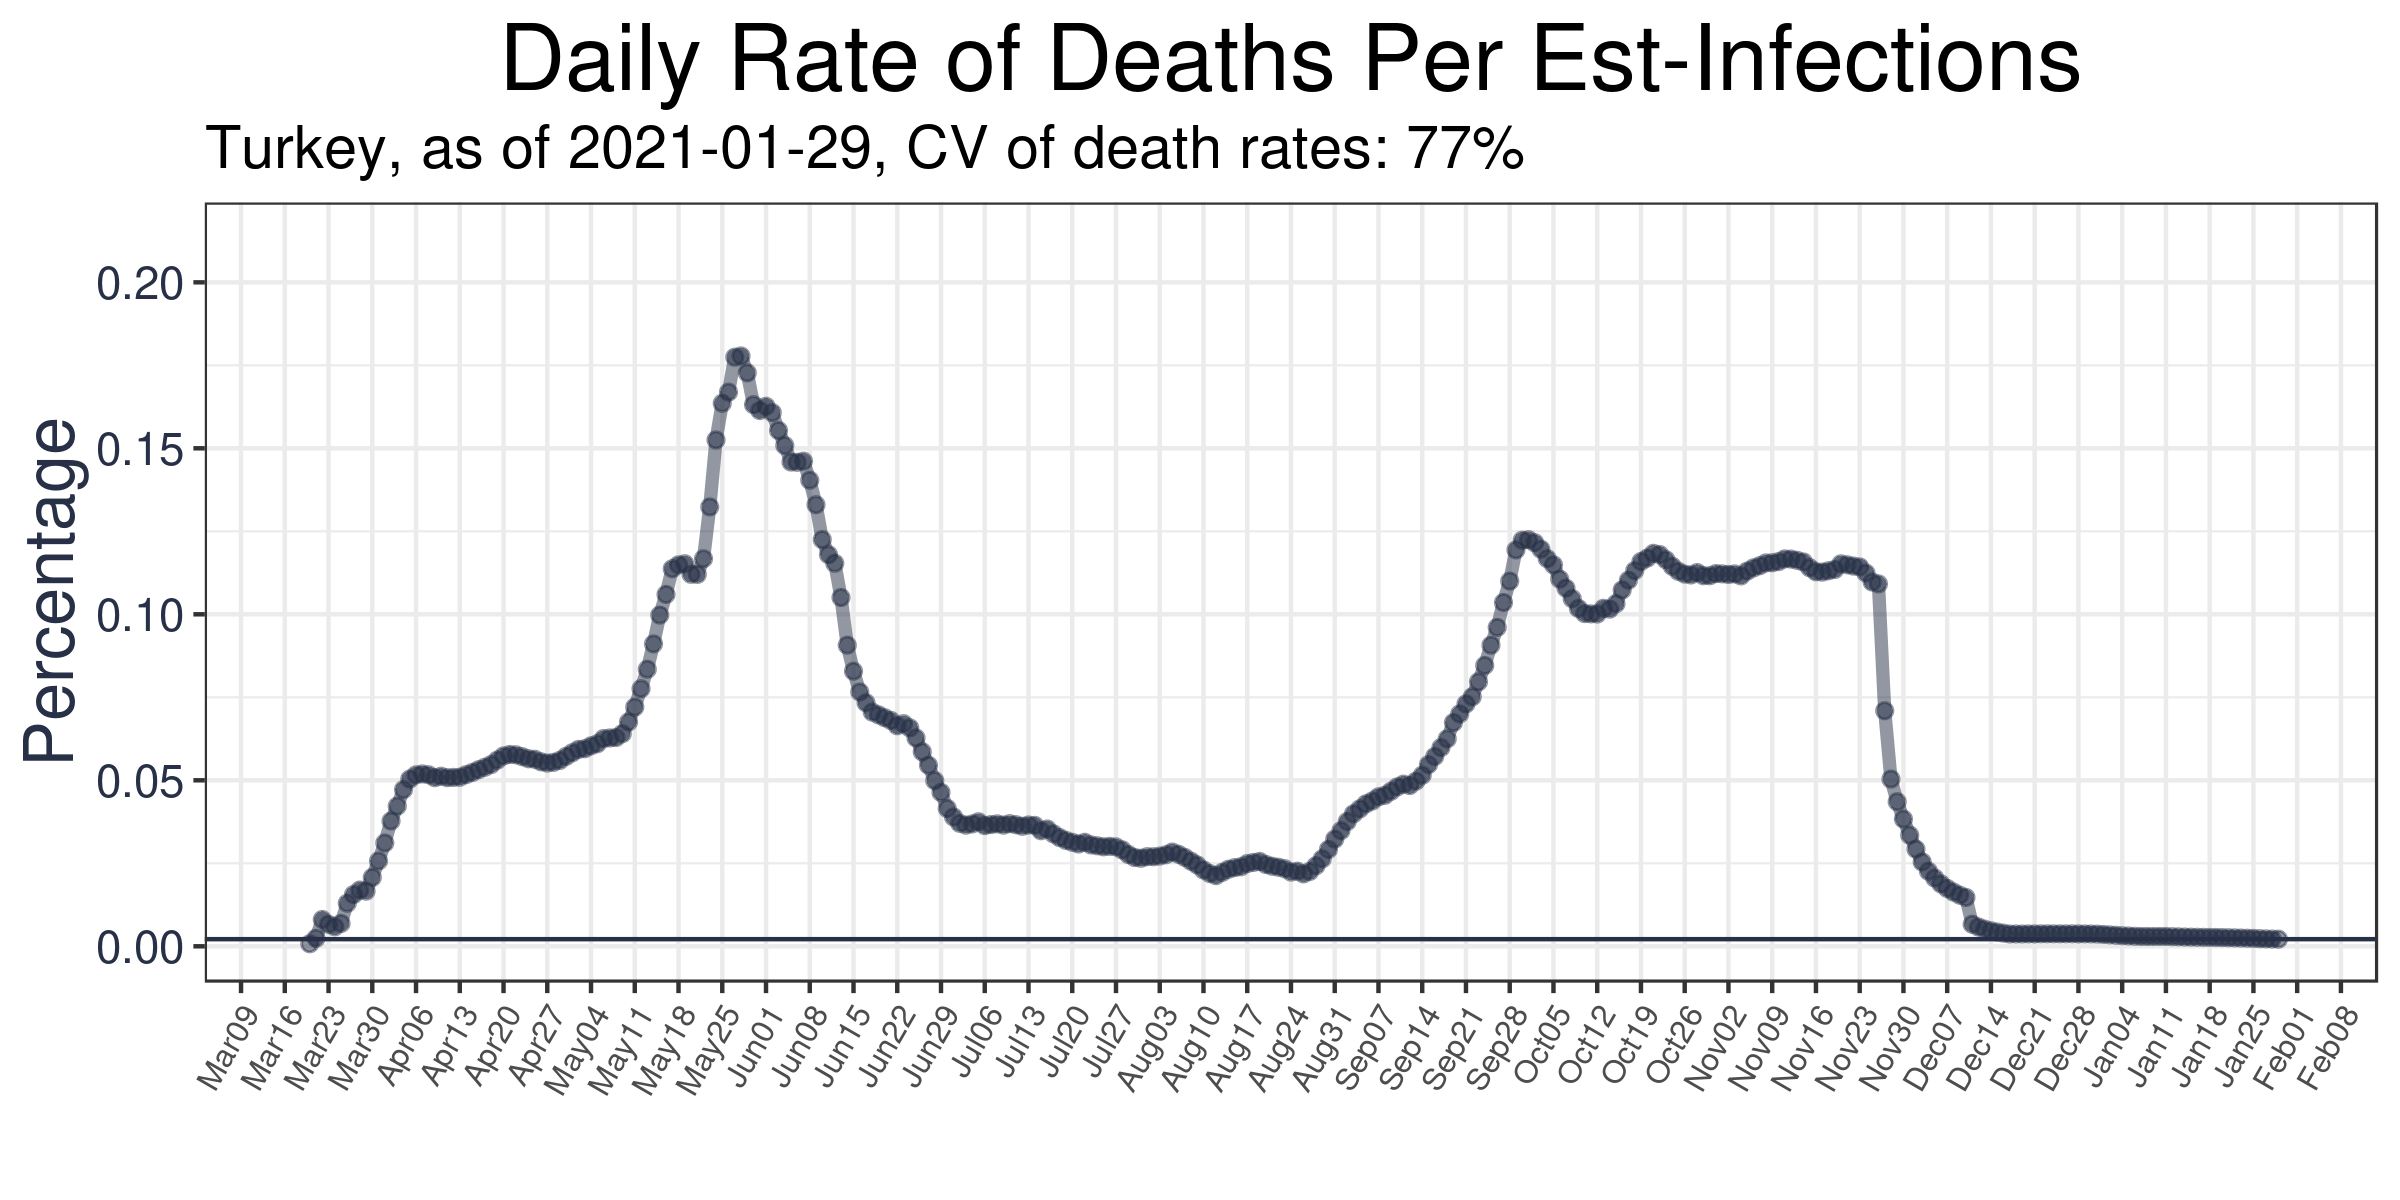 Daily Rate of Deaths Per Est-Infections
Turkey, as of 2021-01-29, CV of death rates: 77%
Percentage
0.20
0.15
0.10
0.05
0.00
Mar09
Mar16
Mar23
Mar30
Apr06
Apr13
Apr20
Apr27
May04
May11
May18
May25
Jun01
Jun08
Jun15
Jun22
Jun29
Jul06
Jul13
Jul20
Jul27
Aug03
Aug10
Aug17
Aug24
Aug31
Sep07
Sep14
Sep21
Sep28
Oct05
Oct12
Oct19
Oct26
Nov02
Nov09
Nov16
Nov23
Nov30
Dec07
Dec14
Dec21
Dec28
Jan04
Jan11
Jan18
Jan25
Feb01
Feb08